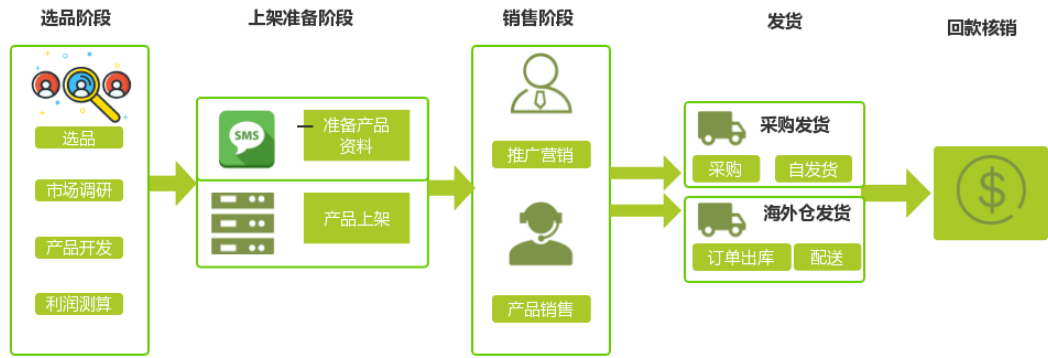 选品阶段
上架准备阶段
销售阶段
发货
回款核销
选品
市场调研
产品开发
利润测算
SMS
准备产品
资料
产品上架
推广营销
产品销售
采购发货
采购
自发货
海外仓发货
订单出库
配送
$